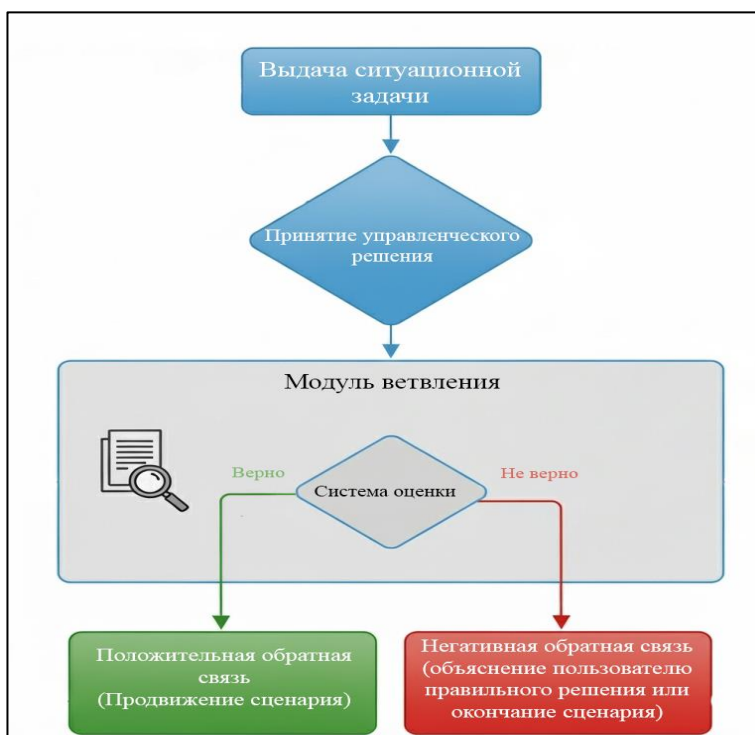 Выдача ситуационной
задачи
Принятие управленческого
решения
Модуль ветвления
Верно
Не верно
Система оценки
Положительная обратная
связь
(Продвижение сценария)
Негативная обратная связь
(объяснение пользователю
правильного решения или
окончание сценария)